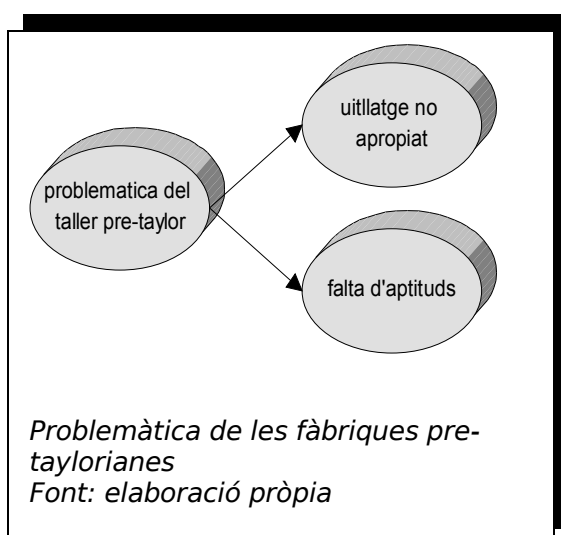 uitllatge no
apropiat
problematica del
taller pre-taylor
falta d'aptituds
Problemàtica de les fàbriques pre-
taylorianes
Font: elaboració pròpia